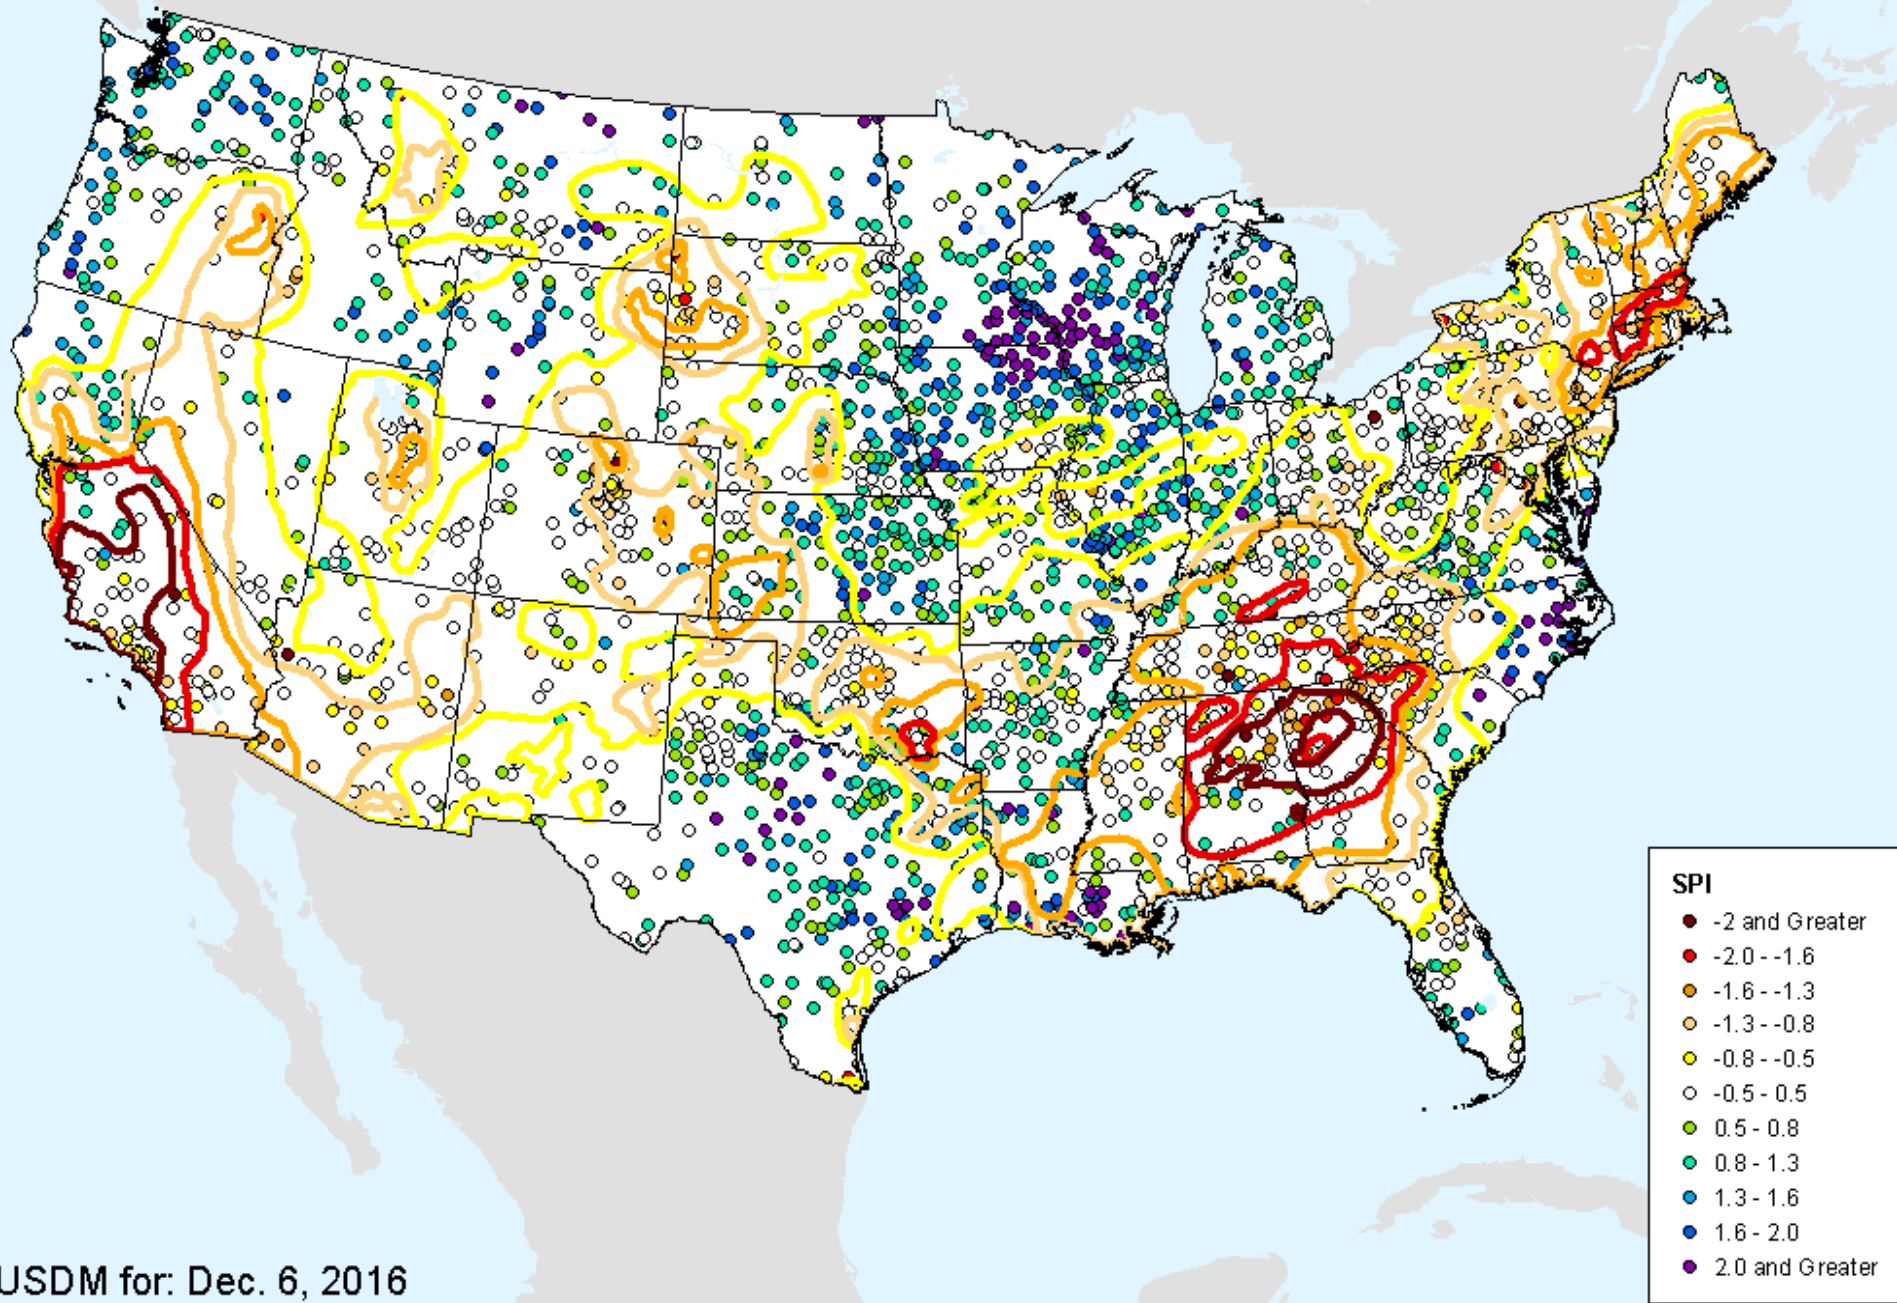 SPI
-2 and Greater
-2.0 - -1.6
-1.6 - -1.3
-1.3 - -0.8
-0.8 - -0.5
-0.5 - 0.5
0.5 - 0.8
0.8 - 1.3
1.3 - 1.6
1.6 - 2.0
2.0 and Greater
USDM for: Dec. 6, 2016